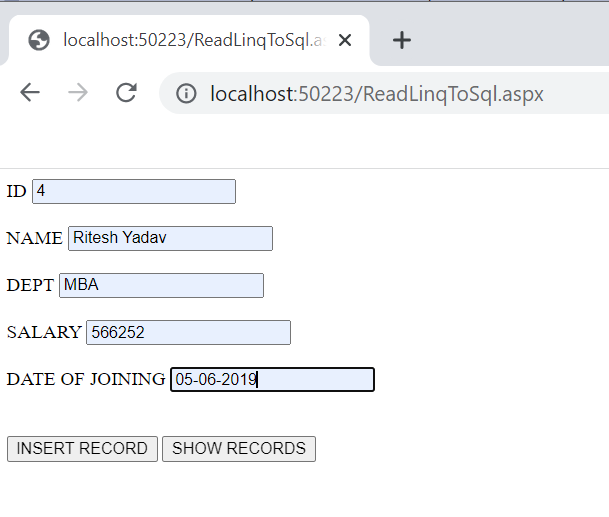 localhost:50223/ReadLinqToSql.as
localhost:50223/ReadLinqToSql.aspx
ID 4
NAME Ritesh Yadav
DEPT MBA
SALARY 566252
DATE OF JOINING 05-06-2019
INSERT RECORD SHOW RECORDS